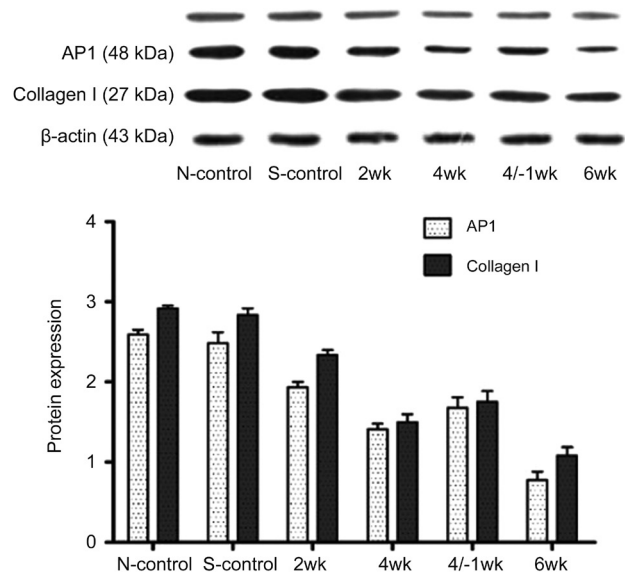 AP1 (48 kDa)
Collagen I (27 kDa)
β-actin (43 kDa)
N-control S-control 2wk 4wk 4/-1wk 6wk
4
AP1
Collagen I
3
2
1
0
Protein expression
N-control S-control 2wk 4wk 4/-1wk 6wk